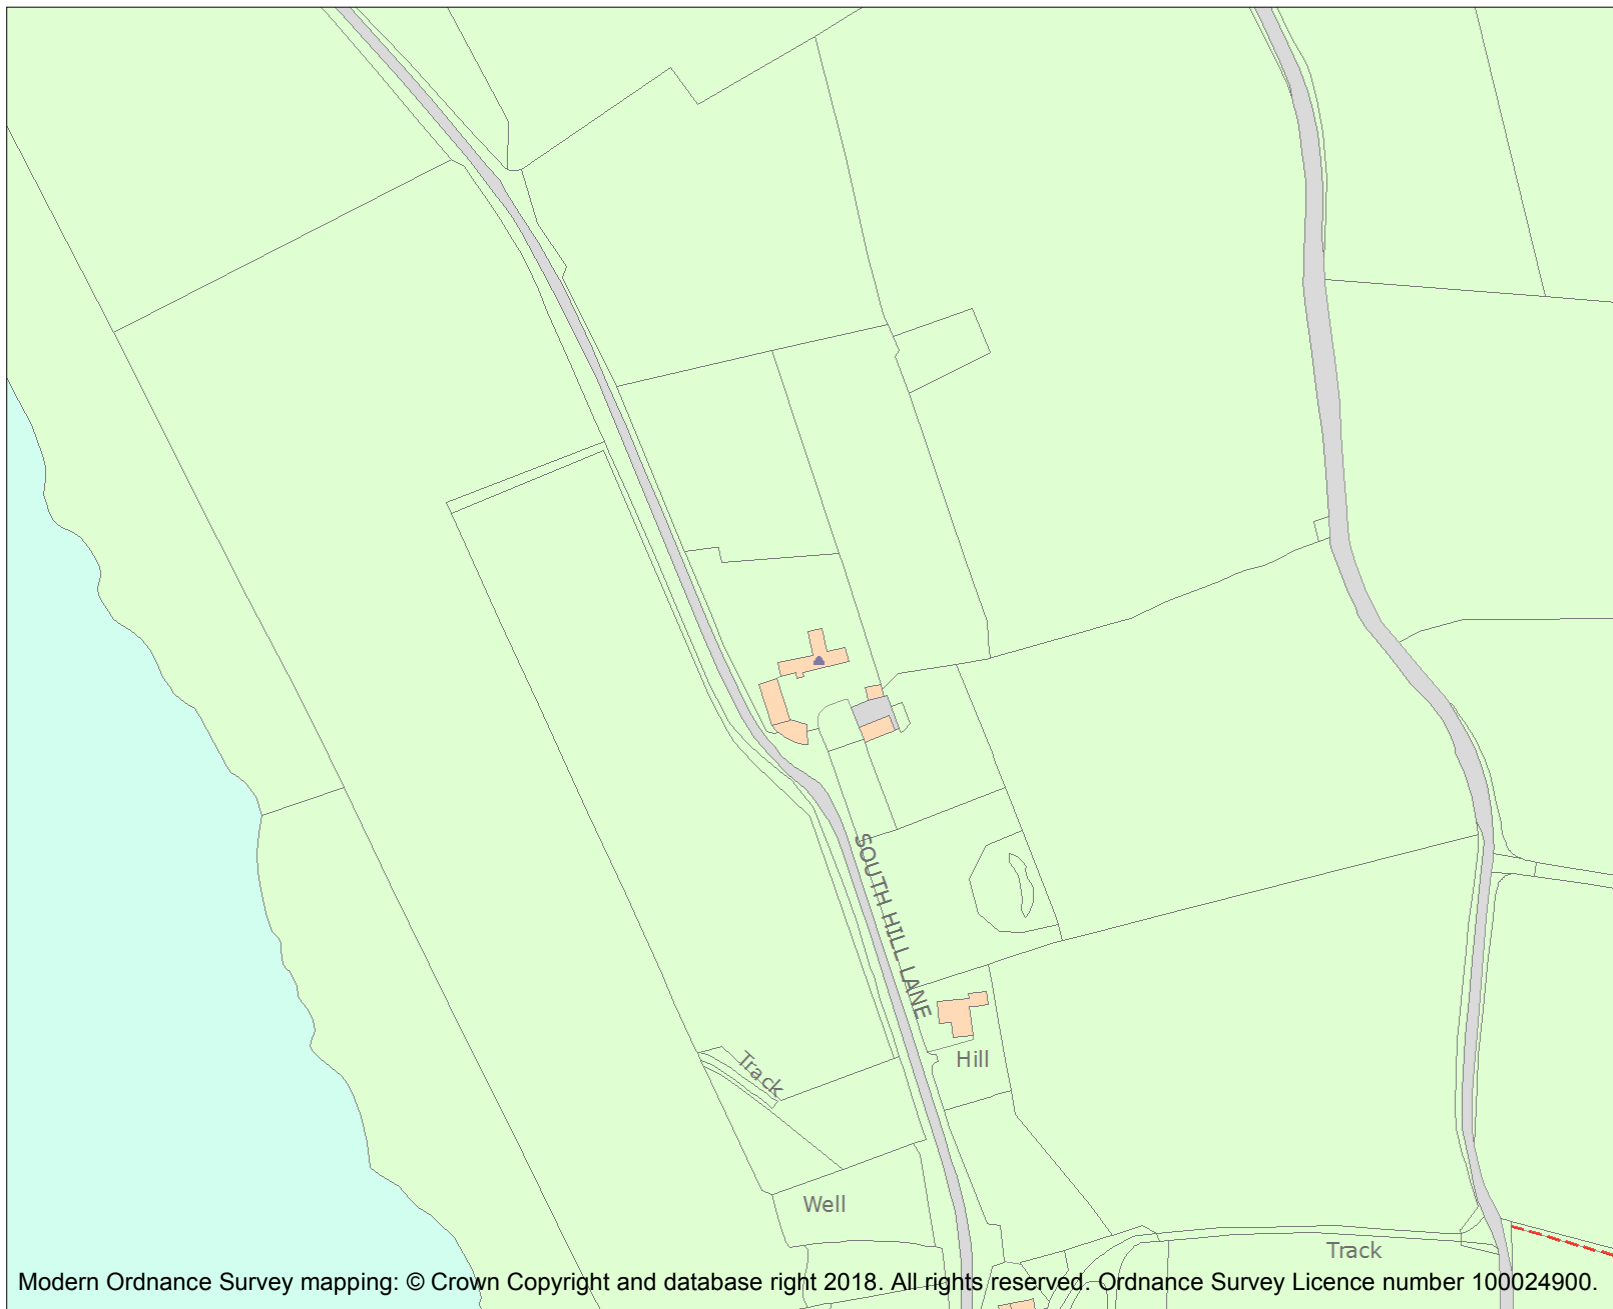 SOUTH HILL LANE
Hill
Track
Well
Track
Modern Ordnance Survey mapping: © Crown Copyright and database right 2018. All rights reserved. Ordnance Survey Licence number 100024900.